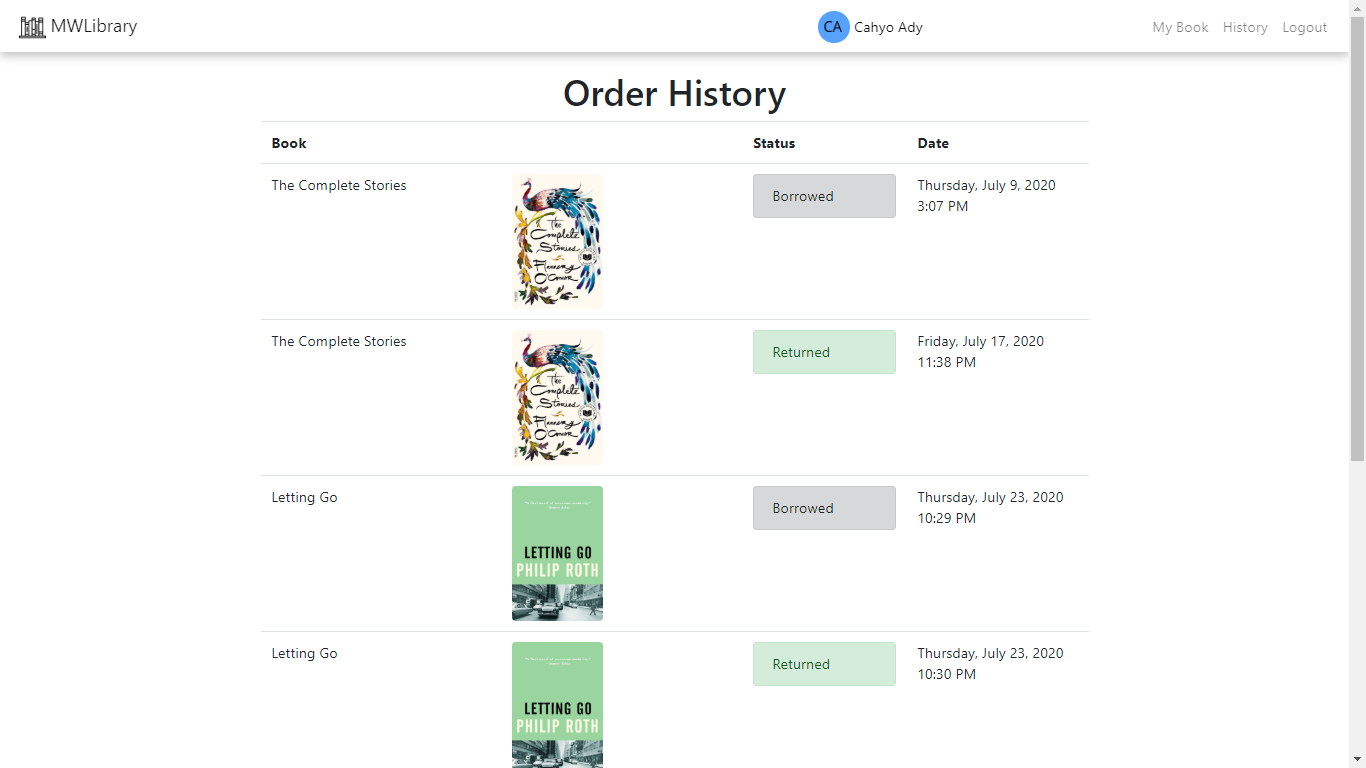 MWLibrary
CA Cahyo Ady
My Book History Logout
Order History
Book Status Date
The Complete Stories
The
Complete
Stories
Flannery
O'Connor
Borrowed
Thursday, July 9, 2020
3:07 PM
The Complete Stories
The
Complete
Stories
Flannery
O'Connor
Returned
Friday, July 17, 2020
11:38 PM
Letting Go
LETTING GO
PHILIP ROTH
Borrowed
Thursday, July 23, 2020
10:29 PM
Letting Go
LETTING GO
PHILIP ROTH
Returned
Thursday, July 23, 2020
10:30 PM